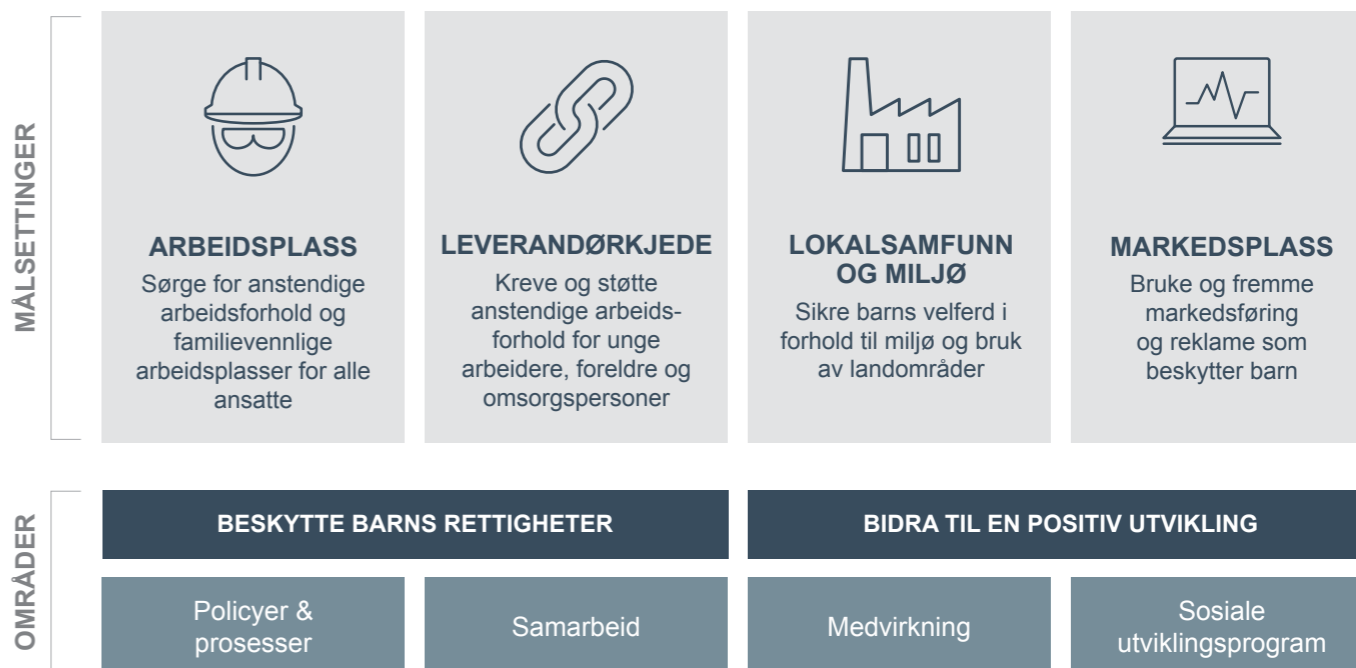 MÅLSETTINGER
ARBEIDSPLASS
Sørge for anstendige
arbeidsforhold og
familievennlige
arbeidsplasser for alle
ansatte
LEVERANDØRKJEDE
Kreve og støtte
anstendige arbeids-
forhold for unge
arbeidere, foreldre og
omsorgspersoner
LOKALSAMFUNN
OG MILJØ
Sikre barns velferd i
forhold til miljø og bruk
av landområder
MARKEDSPLASS
Bruke og fremme
markedsføring
og reklame som
beskytter barn
OMRÅDER
BESKYTTE BARNS RETTIGHETER
BIDRA TIL EN POSITIV UTVIKLING
Policyer &
prosesser
Samarbeid
Medvirkning
Sosiale
utviklingsprogram